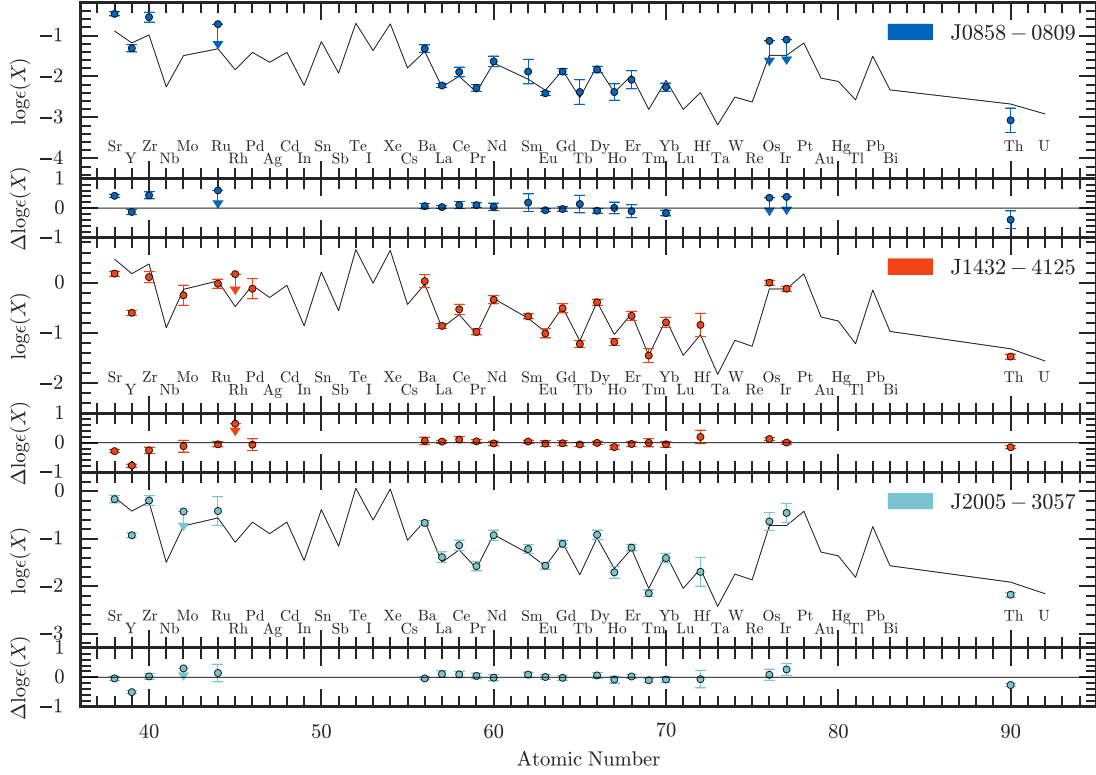 J0858 − 0809
−1
−2
−3
−4
logϵ(X)
Sr Zr Mo Ru Pd Cd Sn Te Xe Ba Ce Nd Sm Gd Dy Er Yb Hf W Os Pt Hg Pb Th U
Y Nb Rh Ag In Sb I Cs La Pr Eu Tb Ho Tm Lu Ta Re Ir Au Tl Bi
1
0
−1
Δlogϵ(X)
J1432 − 4125
0
−1
−2
logϵ(X)
Sr Zr Mo Ru Pd Cd Sn Te Xe Ba Ce Nd Sm Gd Dy Er Yb Hf W Os Pt Hg Pb Th U
Y Nb Rh Ag In Sb I Cs La Pr Eu Tb Ho Tm Lu Ta Re Ir Au Tl Bi
1
0
−1
Δlogϵ(X)
J2005 − 3057
0
−1
−2
−3
logϵ(X)
Sr Zr Mo Ru Pd Cd Sn Te Xe Ba Ce Nd Sm Gd Dy Er Yb Hf W Os Ir Pt Hg Pb Th U
Y Nb Rh Ag In Sb I Cs La Pr Eu Tb Ho Tm Lu Ta Re Au Tl Bi
1
0
−1
Δlogϵ(X)
40 50 60 70 80 90
Atomic Number